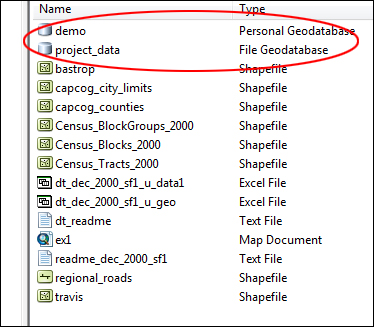 Name Type
demo Personal Geodatabase
project_data File Geodatabase
bastrop Shapefile
capcog_city_limits Shapefile
capcog_counties Shapefile
Census_BlockGroups_2000 Shapefile
Census_Blocks_2000 Shapefile
Census_Tracts_2000 Shapefile
dt_dec_2000_sf1_u_data1 Excel File
dt_dec_2000_sf1_u_geo Excel File
dt_readme Text File
ex1 Map Document
readme_dec_2000_sf1 Text File
regional_roads Shapefile
travis Shapefile